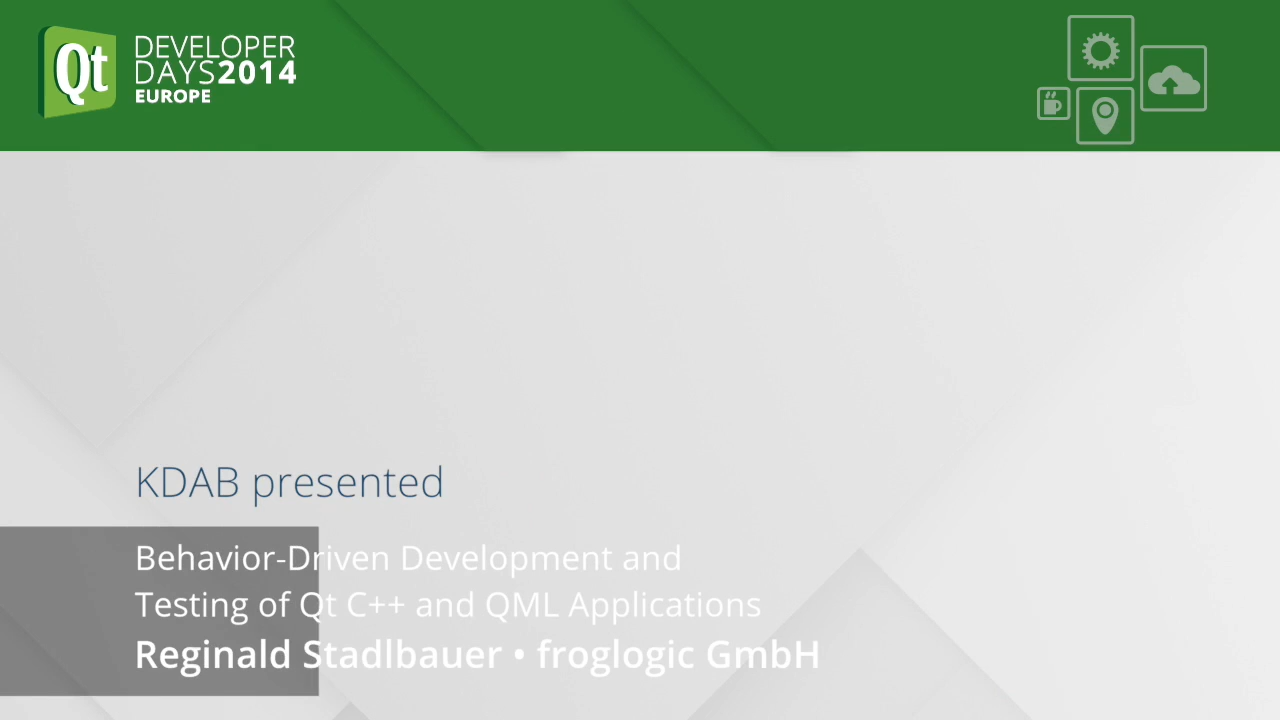 Qt
DEVELOPER
DAYS2014
EUROPE
KDAB presented
Behavior-Driven Development and
Testing of Qt C++ and QML Applications
Reginald Stadlbauer • froglogic GmbH